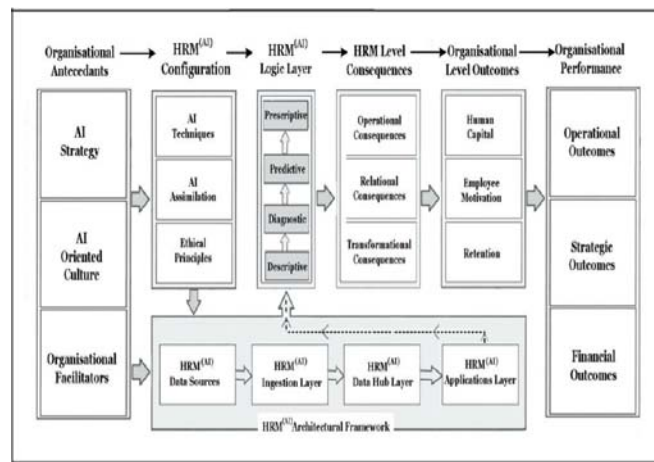 Organisational
Antecedants
HRM(AI)
Configuration
HRM(AI)
Logic Layer
HRM Level
Consequences
Organisational
Level Outcomes
Organisational
Performance
AI
Strategy
AI
Oriented
Culture
Organisational
Facilitators
AI
Techniques
AI
Assimilation
Ethical
Principles
Prescriptive
Predictive
Diagnostic
Descriptive
Operational
Consequences
Relational
Consequences
Transformational
Consequences
Human
Capital
Employee
Motivation
Retention
Operational
Outcomes
Strategic
Outcomes
Financial
Outcomes
HRM(AI)
Data Sources
HRM(AI)
Ingestion Layer
HRM(AI)
Data Hub Layer
HRM(AI)
Applications Layer
HRM(AI)Architectural Framework